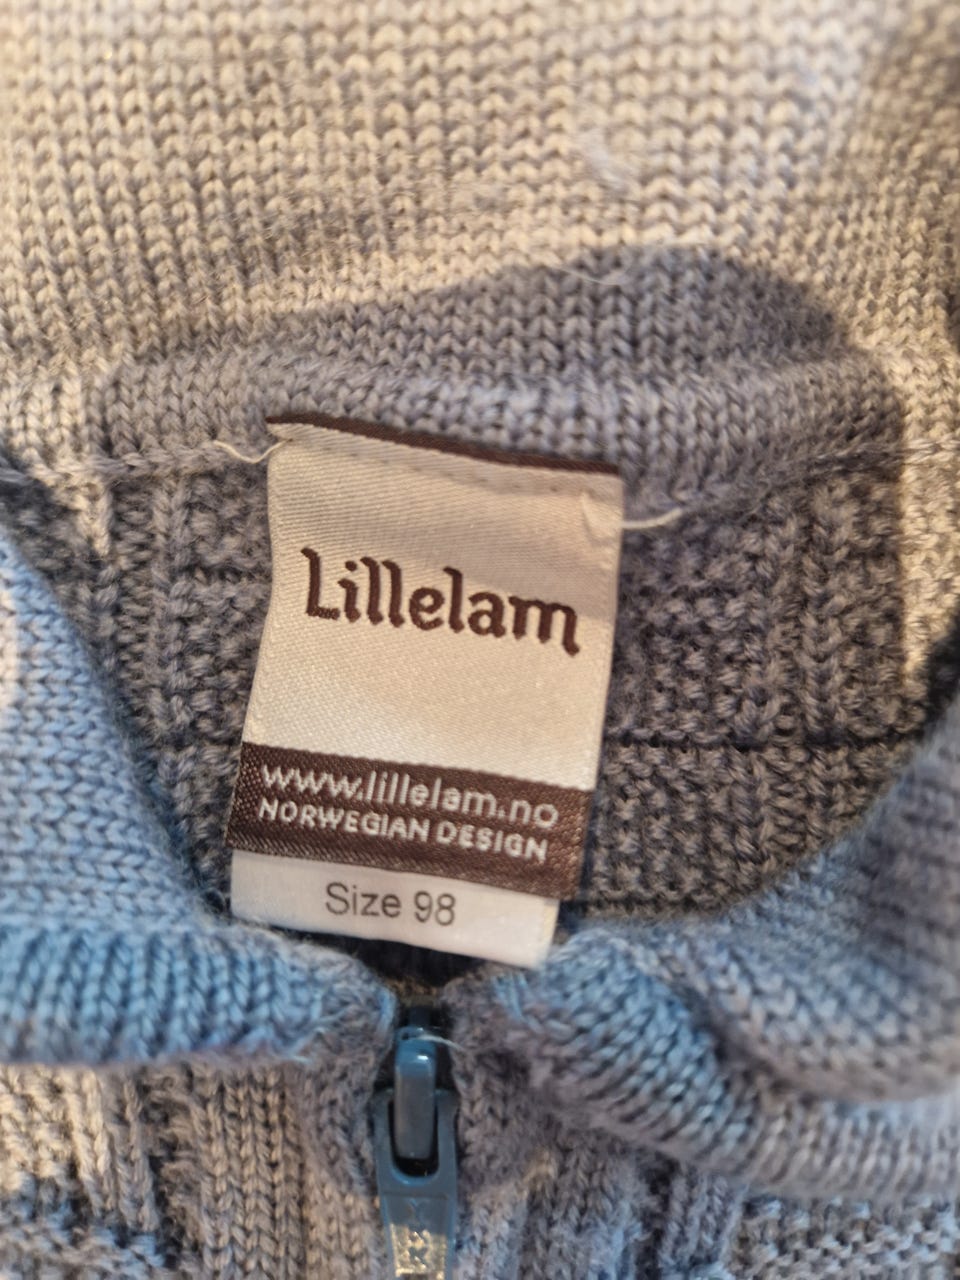 Lillelam
www.lillelam.no
NORWEGIAN DESIGN
Size 98